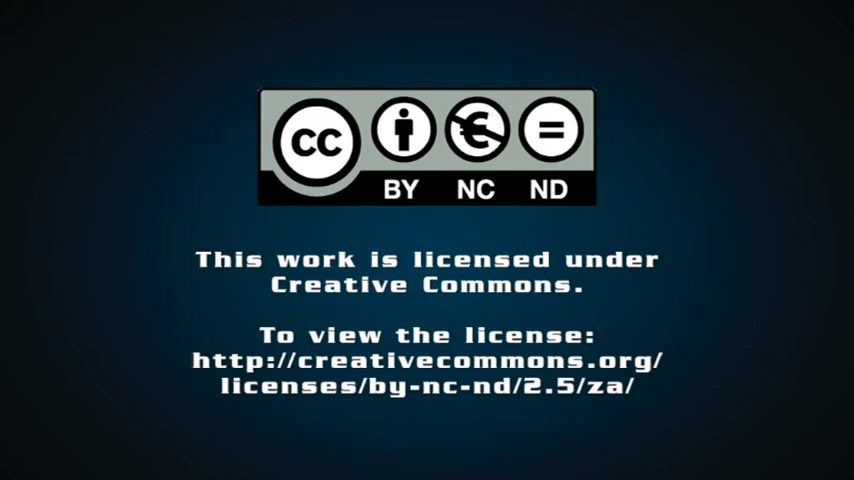 cc
BY NC ND
This work is licensed under
Creative Commons.
To view the license:
http://creativecommons.org/
licenses/by-nc-nd/2.5/za/